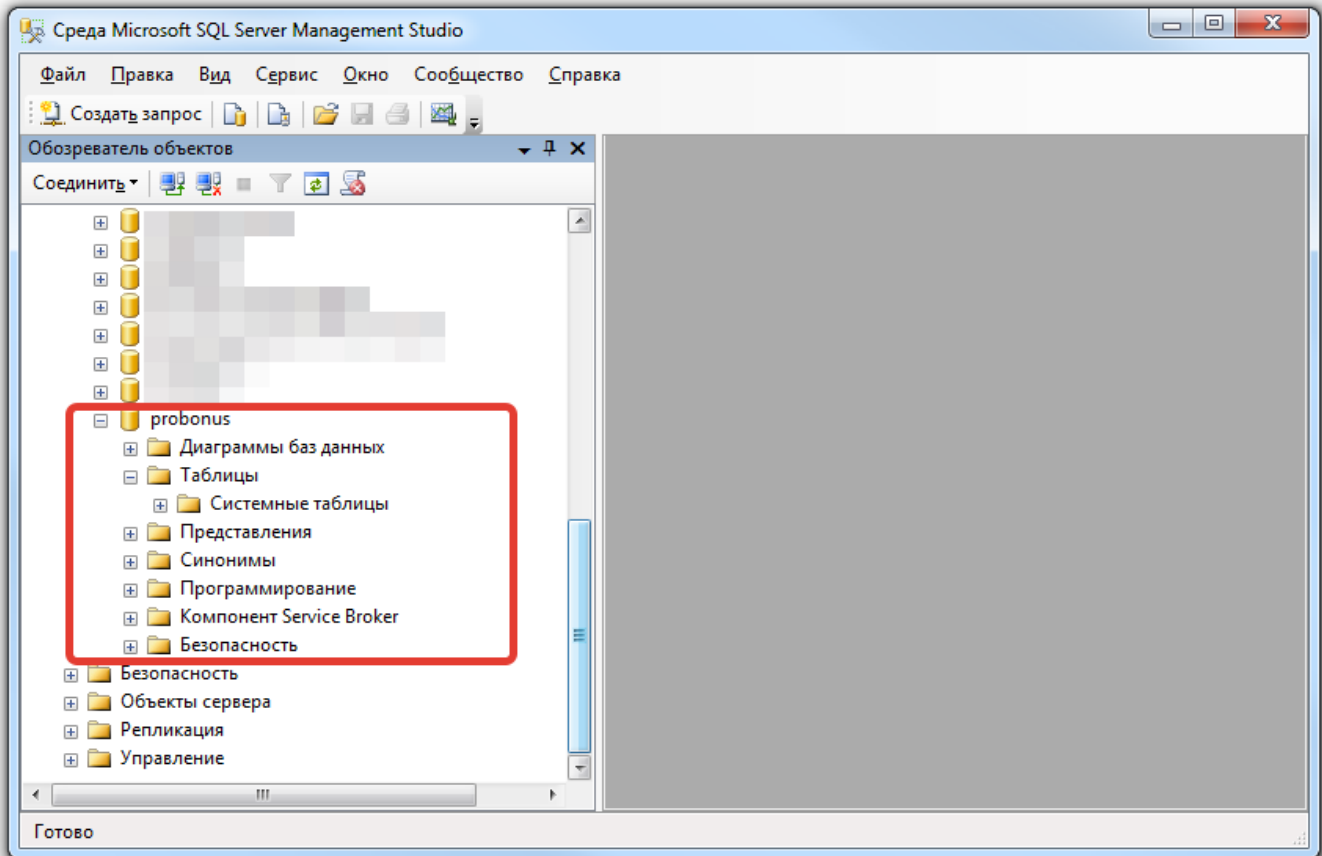 Среда Microsoft SQL Server Management Studio
Файл Правка Вид Сервис Окно Сообщество Справка
Создать запрос
Обозреватель объектов
Соединить
probonus
Диаграммы баз данных
Таблицы
Системные таблицы
Представления
Синонимы
Программирование
Компонент Service Broker
Безопасность
Безопасность
Объекты сервера
Репликация
Управление
Готово